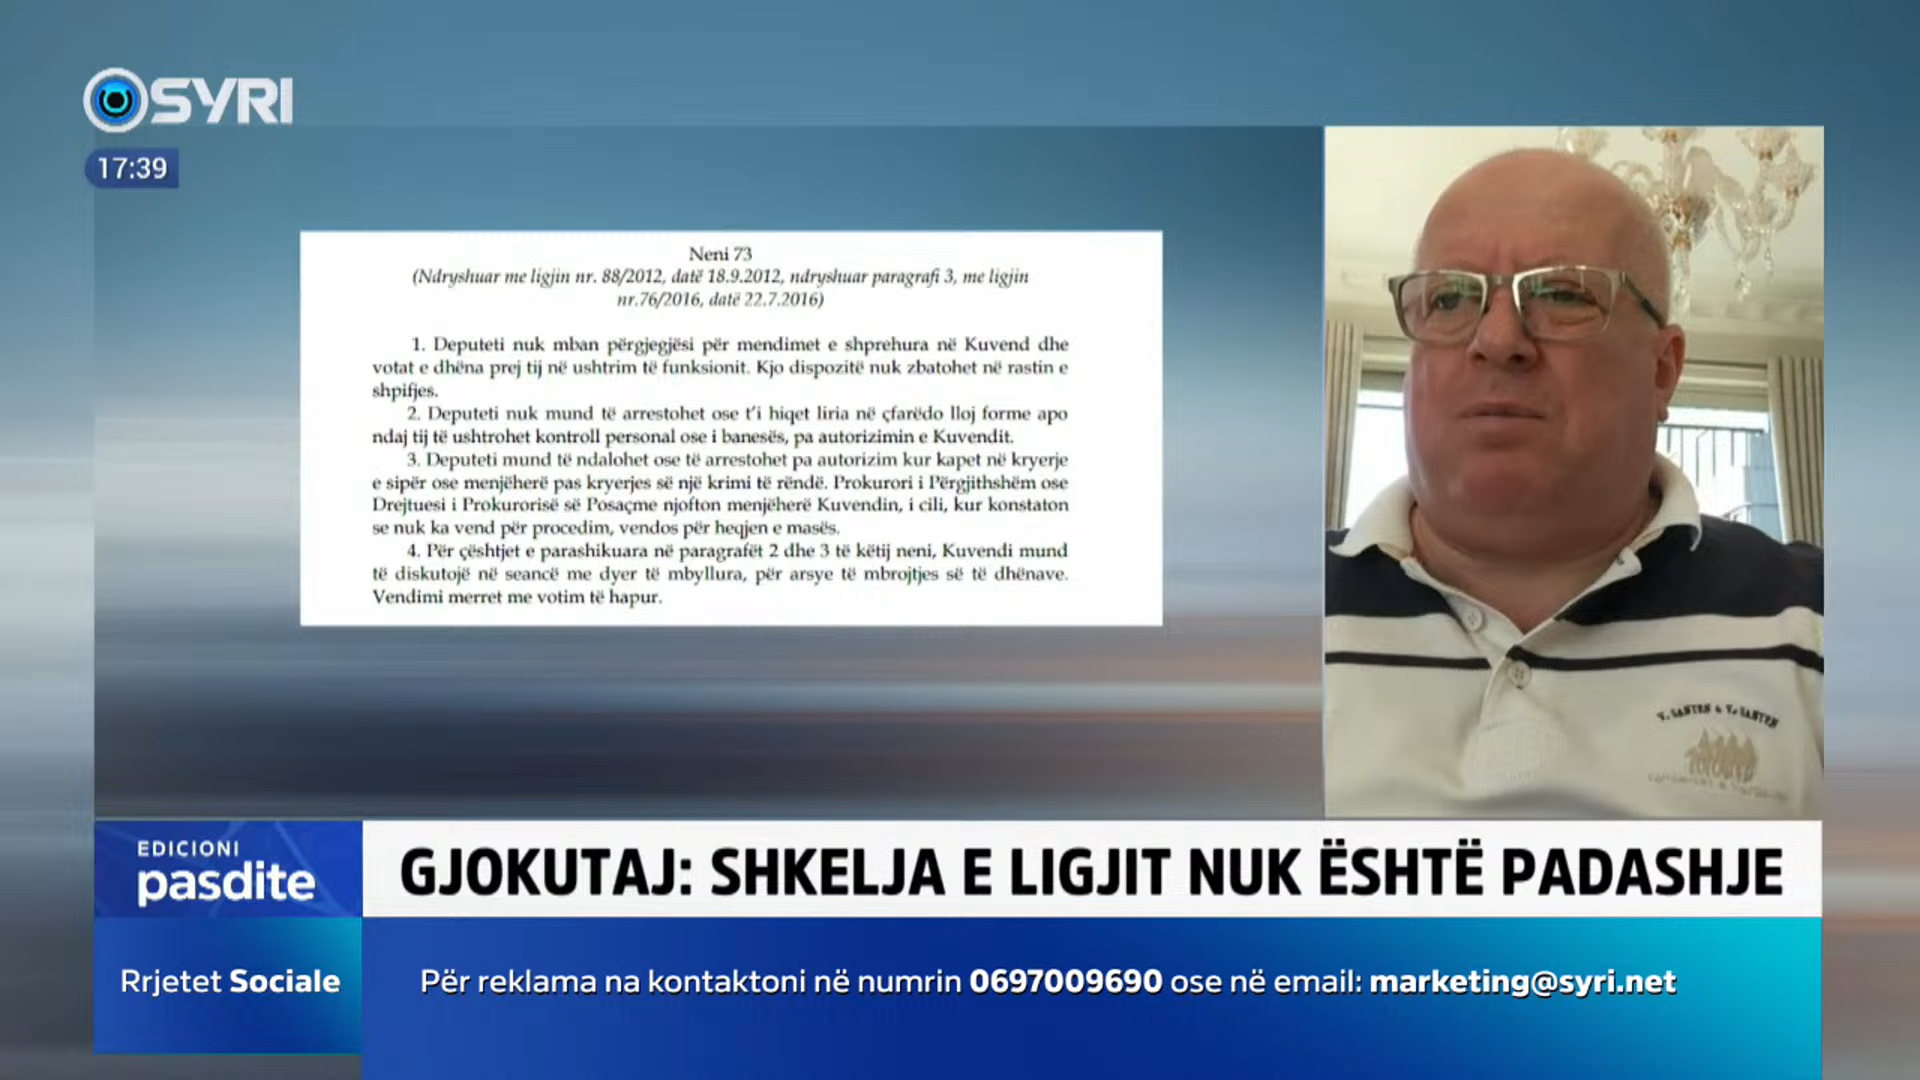 SYRI
17:39
Neni 73
(Ndryshuar me ligjin nr. 88/2012, datë 18.9.2012, ndryshuar paragrafi 3, me ligjin
nr.76/2016, datë 22.7.2016)
1. Deputeti nuk mban përgjegjësi për mendimet e shprehura në Kuvend dhe
votat e dhëna prej tij në ushtrim të funksionit. Kjo dispozitë nuk zbatohet në rastin e
shpifjes.
2. Deputeti nuk mund të arrestohet ose t'i hiqet liria në çfarëdo lloj forme apo
ndaj tij të ushtrohet kontroll personal ose i banesës, pa autorizimin e Kuvendit.
3. Deputeti mund të ndalohet ose të arrestohet pa autorizim kur kapet në kryerje
e sipër ose menjëherë pas kryerjes së një krimi të rëndë. Prokurori i Përgjithshëm ose
Drejtuesi i Prokurorisë së Posaçme njofton menjëherë Kuvendin, i cili, kur konstaton
se nuk ka vend për procedim, vendos për heqjen e masës.
4. Për çështjet e parashikuara në paragrafët 2 dhe 3 të këtij neni, Kuvendi mund
të diskutojë në seancë me dyer të mbyllura, për arsye të mbrojtjes së të dhënave.
Vendimi merret me votim të hapur.
V. SANTEN & V. SANTEN
EDICIONI
pasdite
GJOKUTAJ: SHKELJA E LIGJIT NUK ËSHTË PADASHJE
Rrjetet Sociale
Për reklama na kontaktoni në numrin 0697009690 ose në email: marketing@syri.net